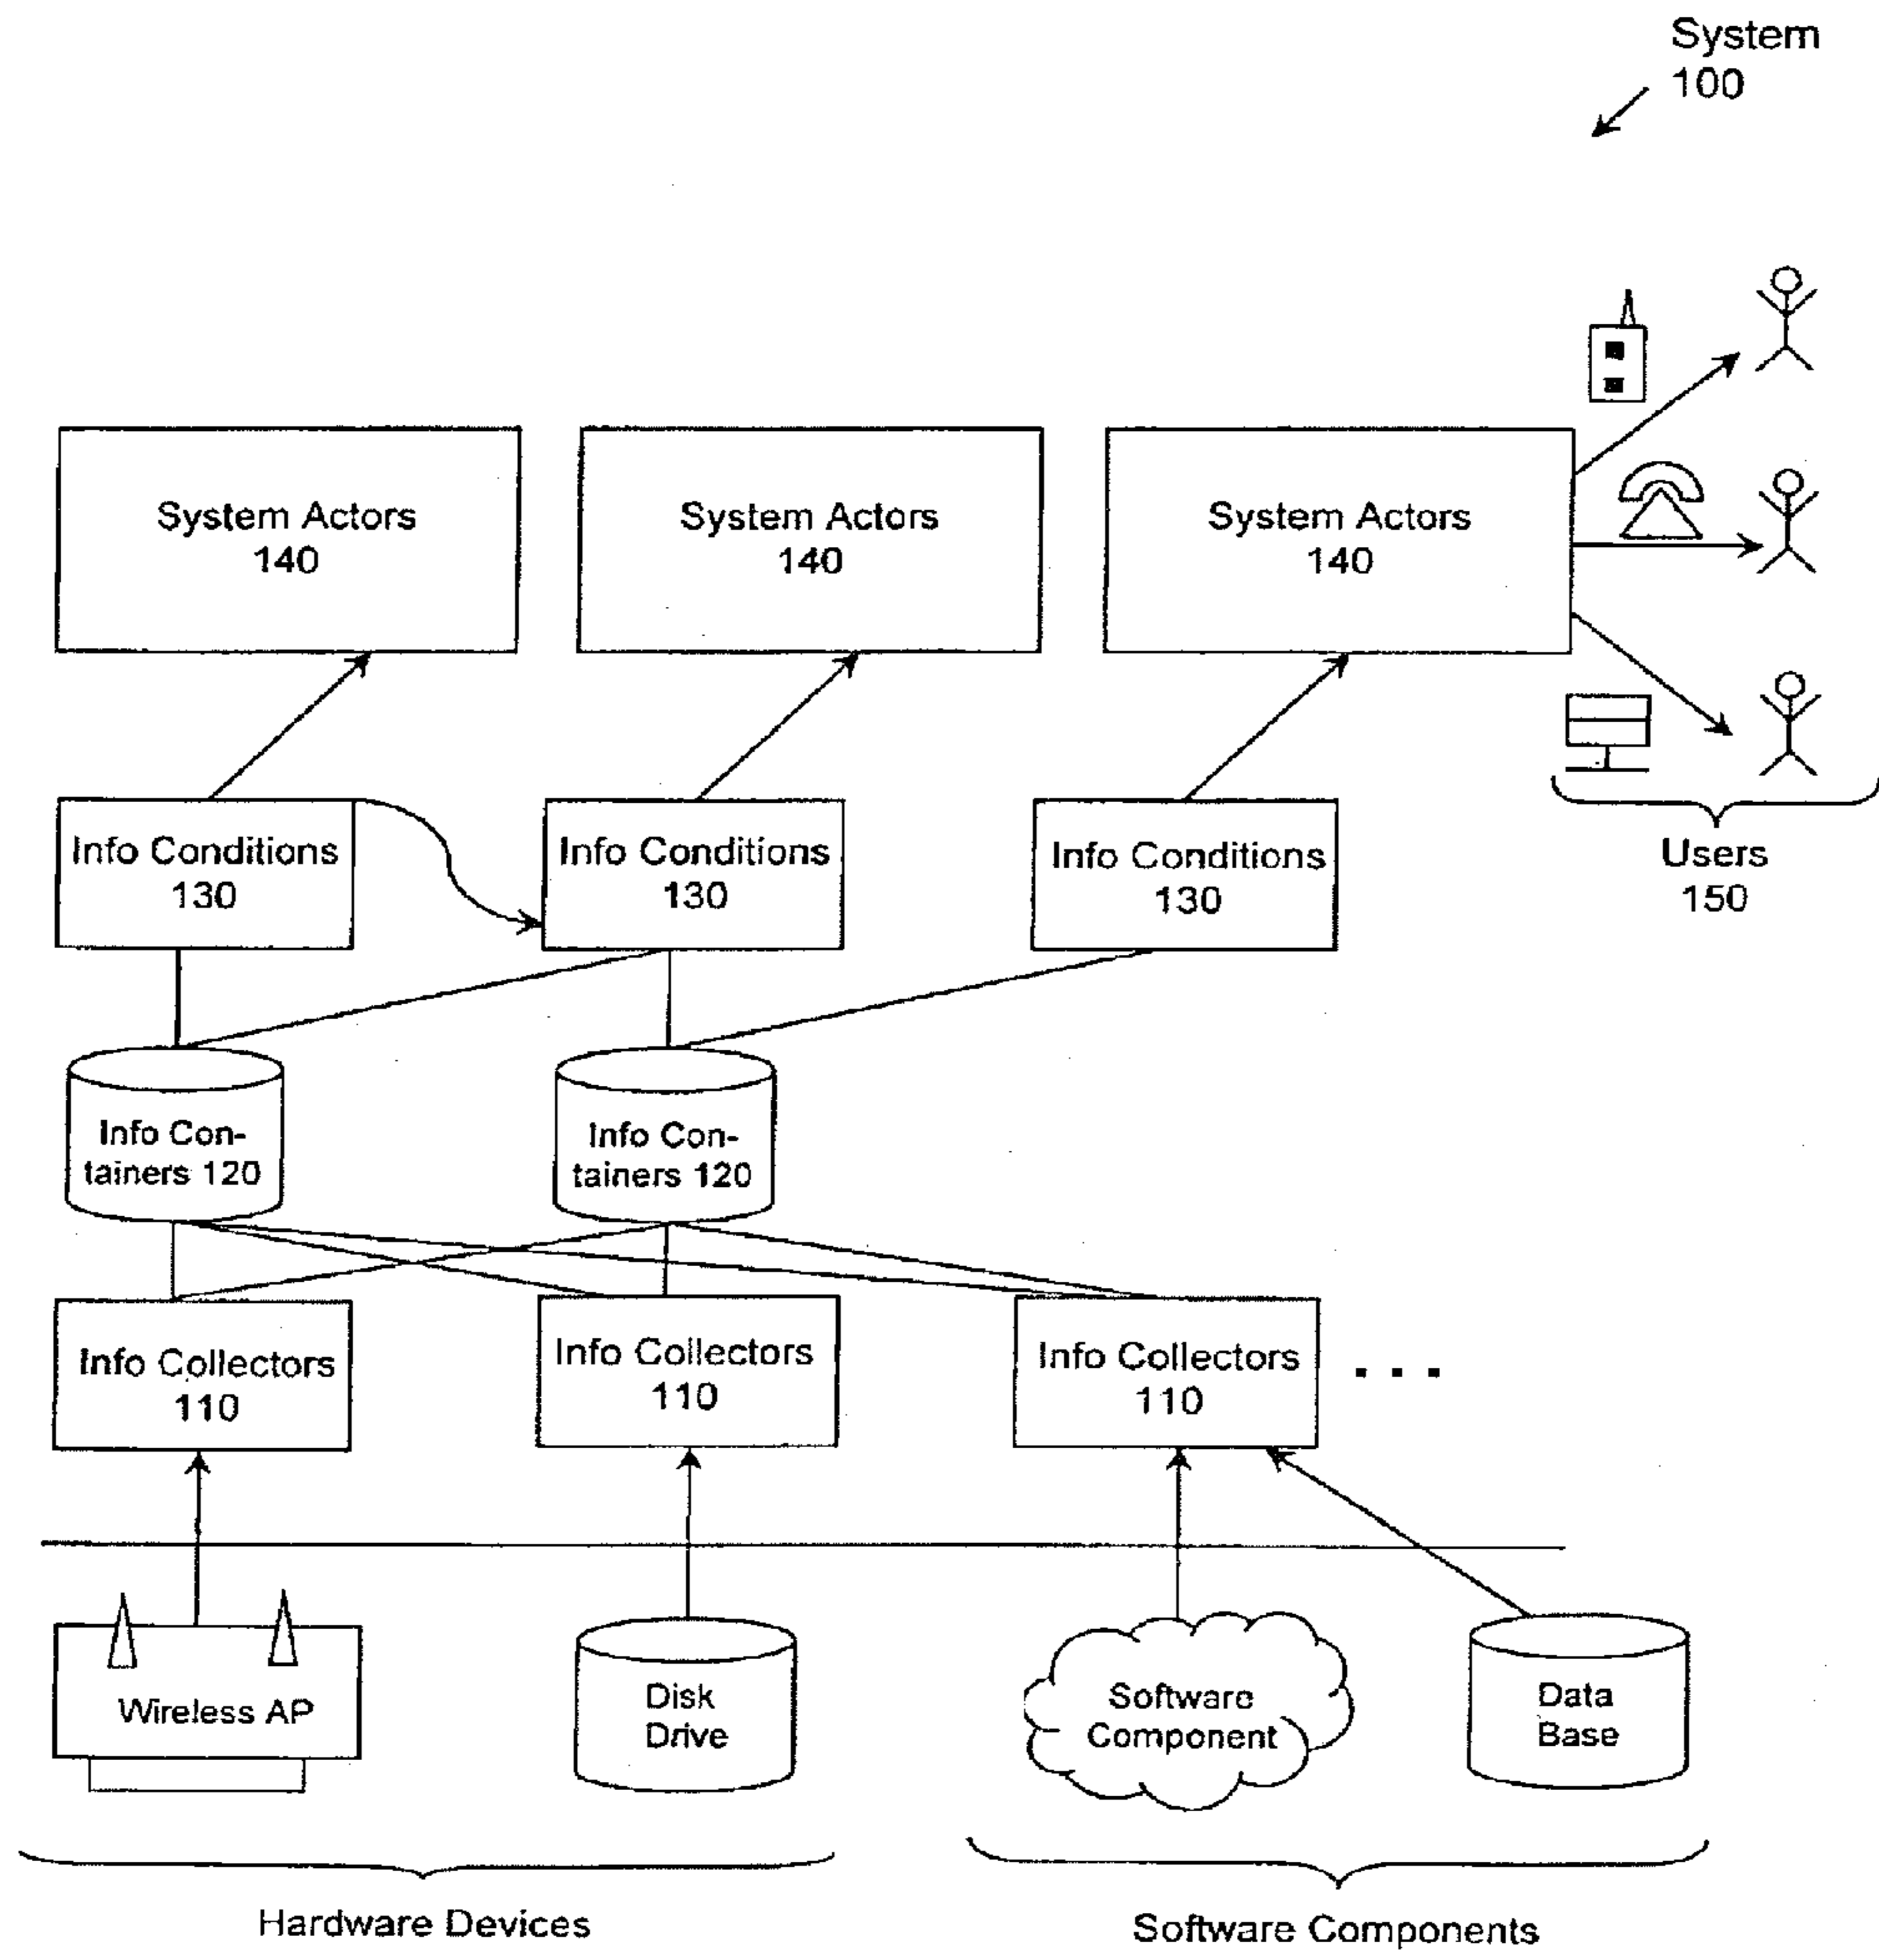 System
100
System Actors
140
System Actors
140
System Actors
140
Info Conditions
130
Info Conditions
130
Info Conditions
130
Users
150
Info Con-
tainers 120
Info Con-
tainers 120
Info Collectors
110
Info Collectors
110
Info Collectors
110
. . .
Wireless AP
Disk
Drive
Software
Component
Data
Base
Hardware Devices
Software Components